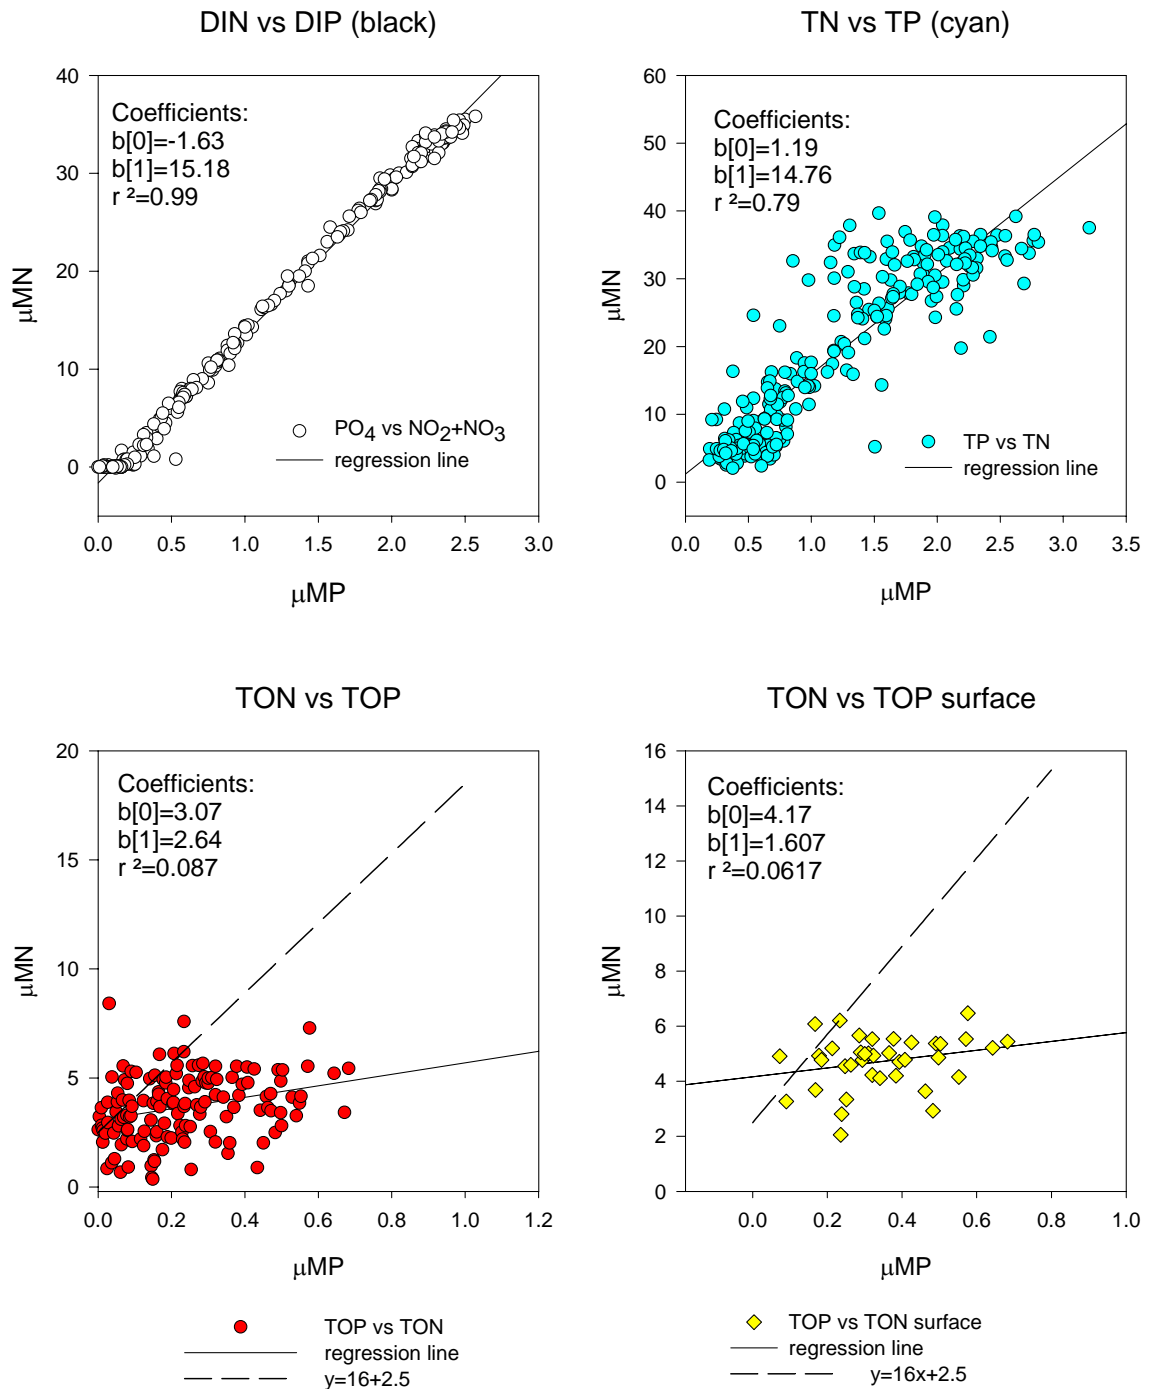 DIN vs DIP (black)
40
30
20
10
0
Coefficients:
b[0]=-1.63
b[1]=15.18
r ²=0.99
PO4 vs NO2+NO3
regression line
0.0 0.5 1.0 1.5 2.0 2.5 3.0
μMP
μMN
TN vs TP (cyan)
60
50
40
30
20
10
0
Coefficients:
b[0]=1.19
b[1]=14.76
r ²=0.79
TP vs TN
regression line
0.0 0.5 1.0 1.5 2.0 2.5 3.0 3.5
μMP
μMN
TON vs TOP
20
15
10
5
0
Coefficients:
b[0]=3.07
b[1]=2.64
r ²=0.087
0.0 0.2 0.4 0.6 0.8 1.0 1.2
μMP
μMN
TOP vs TON
regression line
y=16+2.5
TON vs TOP surface
16
14
12
10
8
6
4
2
0
Coefficients:
b[0]=4.17
b[1]=1.607
r ²=0.0617
0.0 0.2 0.4 0.6 0.8 1.0
μMP
μMN
TOP vs TON surface
regression line
y=16x+2.5